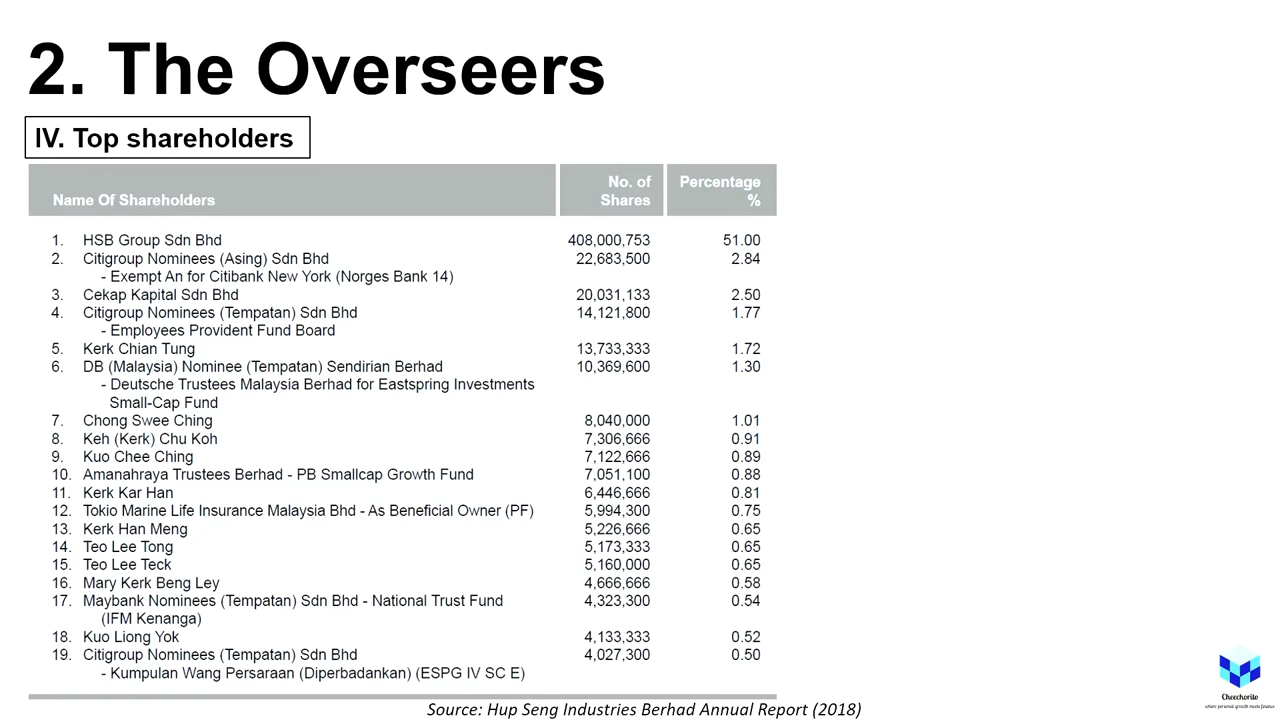 2. The Overseers
IV. Top shareholders
Name Of Shareholders No. of Shares Percentage %
1. HSB Group Sdn Bhd 408,000,753 51.00
2. Citigroup Nominees (Asing) Sdn Bhd 22,683,500 2.84
- Exempt An for Citibank New York (Norges Bank 14)
3. Cekap Kapital Sdn Bhd 20,031,133 2.50
4. Citigroup Nominees (Tempatan) Sdn Bhd 14,121,800 1.77
- Employees Provident Fund Board
5. Kerk Chian Tung 13,733,333 1.72
6. DB (Malaysia) Nominee (Tempatan) Sendirian Berhad 10,369,600 1.30
- Deutsche Trustees Malaysia Berhad for Eastspring Investments
Small-Cap Fund
7. Chong Swee Ching 8,040,000 1.01
8. Keh (Kerk) Chu Koh 7,306,666 0.91
9. Kuo Chee Ching 7,122,666 0.89
10. Amanahraya Trustees Berhad - PB Smallcap Growth Fund 7,051,100 0.88
11. Kerk Kar Han 6,446,666 0.81
12. Tokio Marine Life Insurance Malaysia Bhd - As Beneficial Owner (PF) 5,994,300 0.75
13. Kerk Han Meng 5,226,666 0.65
14. Teo Lee Tong 5,173,333 0.65
15. Teo Lee Teck 5,160,000 0.65
16. Mary Kerk Beng Ley 4,666,666 0.58
17. Maybank Nominees (Tempatan) Sdn Bhd - National Trust Fund 4,323,300 0.54
(IFM Kenanga)
18. Kuo Liong Yok 4,133,333 0.52
19. Citigroup Nominees (Tempatan) Sdn Bhd 4,027,300 0.50
- Kumpulan Wang Persaraan (Diperbadankan) (ESPG IV SC E)
Source: Hup Seng Industries Berhad Annual Report (2018)
Cheechorite
where personal growth meets finance